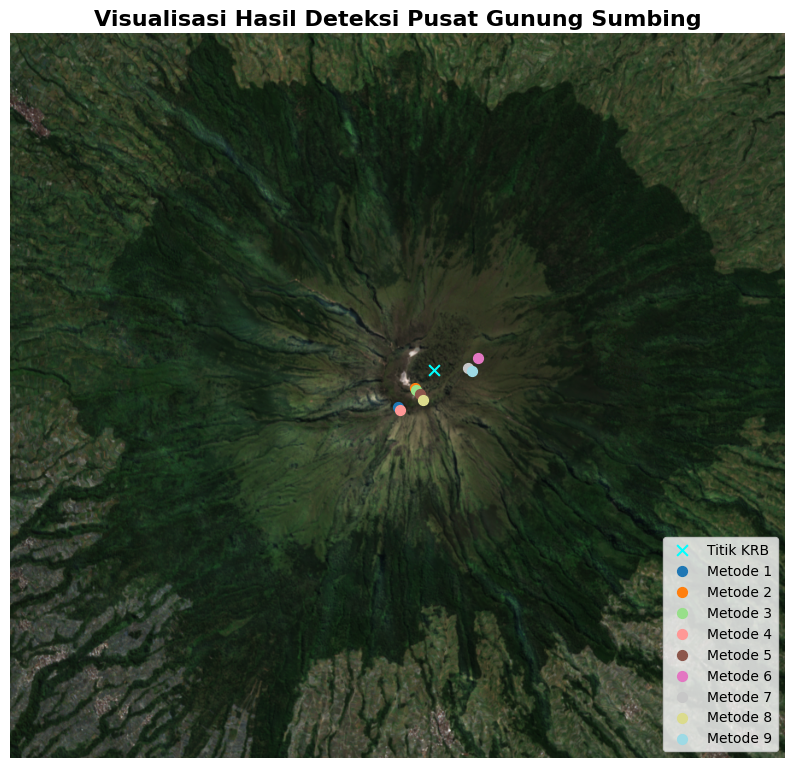 Visualisasi Hasil Deteksi Pusat Gunung Sumbing
Titik KRB
Metode 1
Metode 2
Metode 3
Metode 4
Metode 5
Metode 6
Metode 7
Metode 8
Metode 9